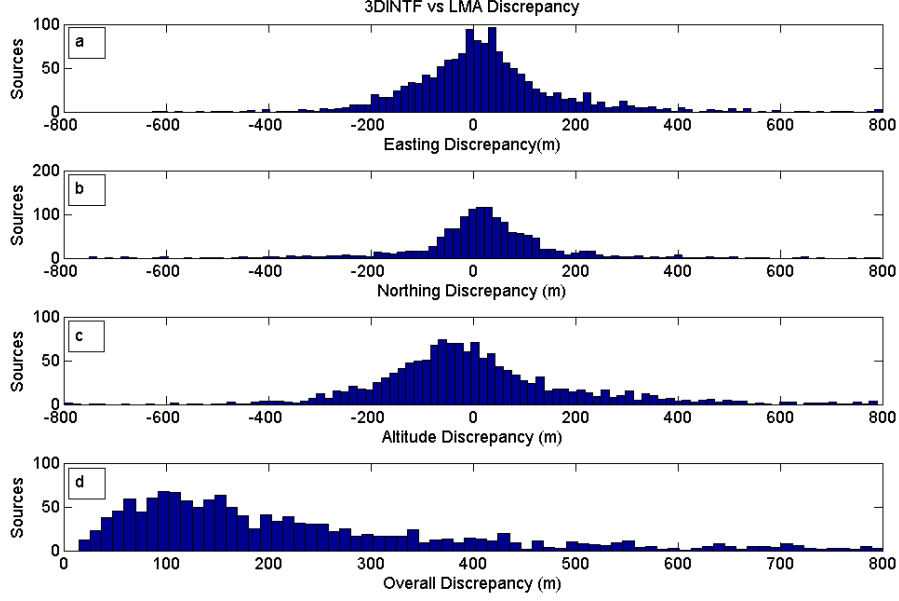 3DINTF vs LMA Discrepancy
a
Sources
100
50
0
-800 -600 -400 -200 0 200 400 600 800
Easting Discrepancy(m)
b
Sources
200
100
0
-800 -600 -400 -200 0 200 400 600 800
Northing Discrepancy (m)
c
Sources
100
50
0
-800 -600 -400 -200 0 200 400 600 800
Altitude Discrepancy (m)
d
Sources
100
50
0
0 100 200 300 400 500 600 700 800
Overall Discrepancy (m)